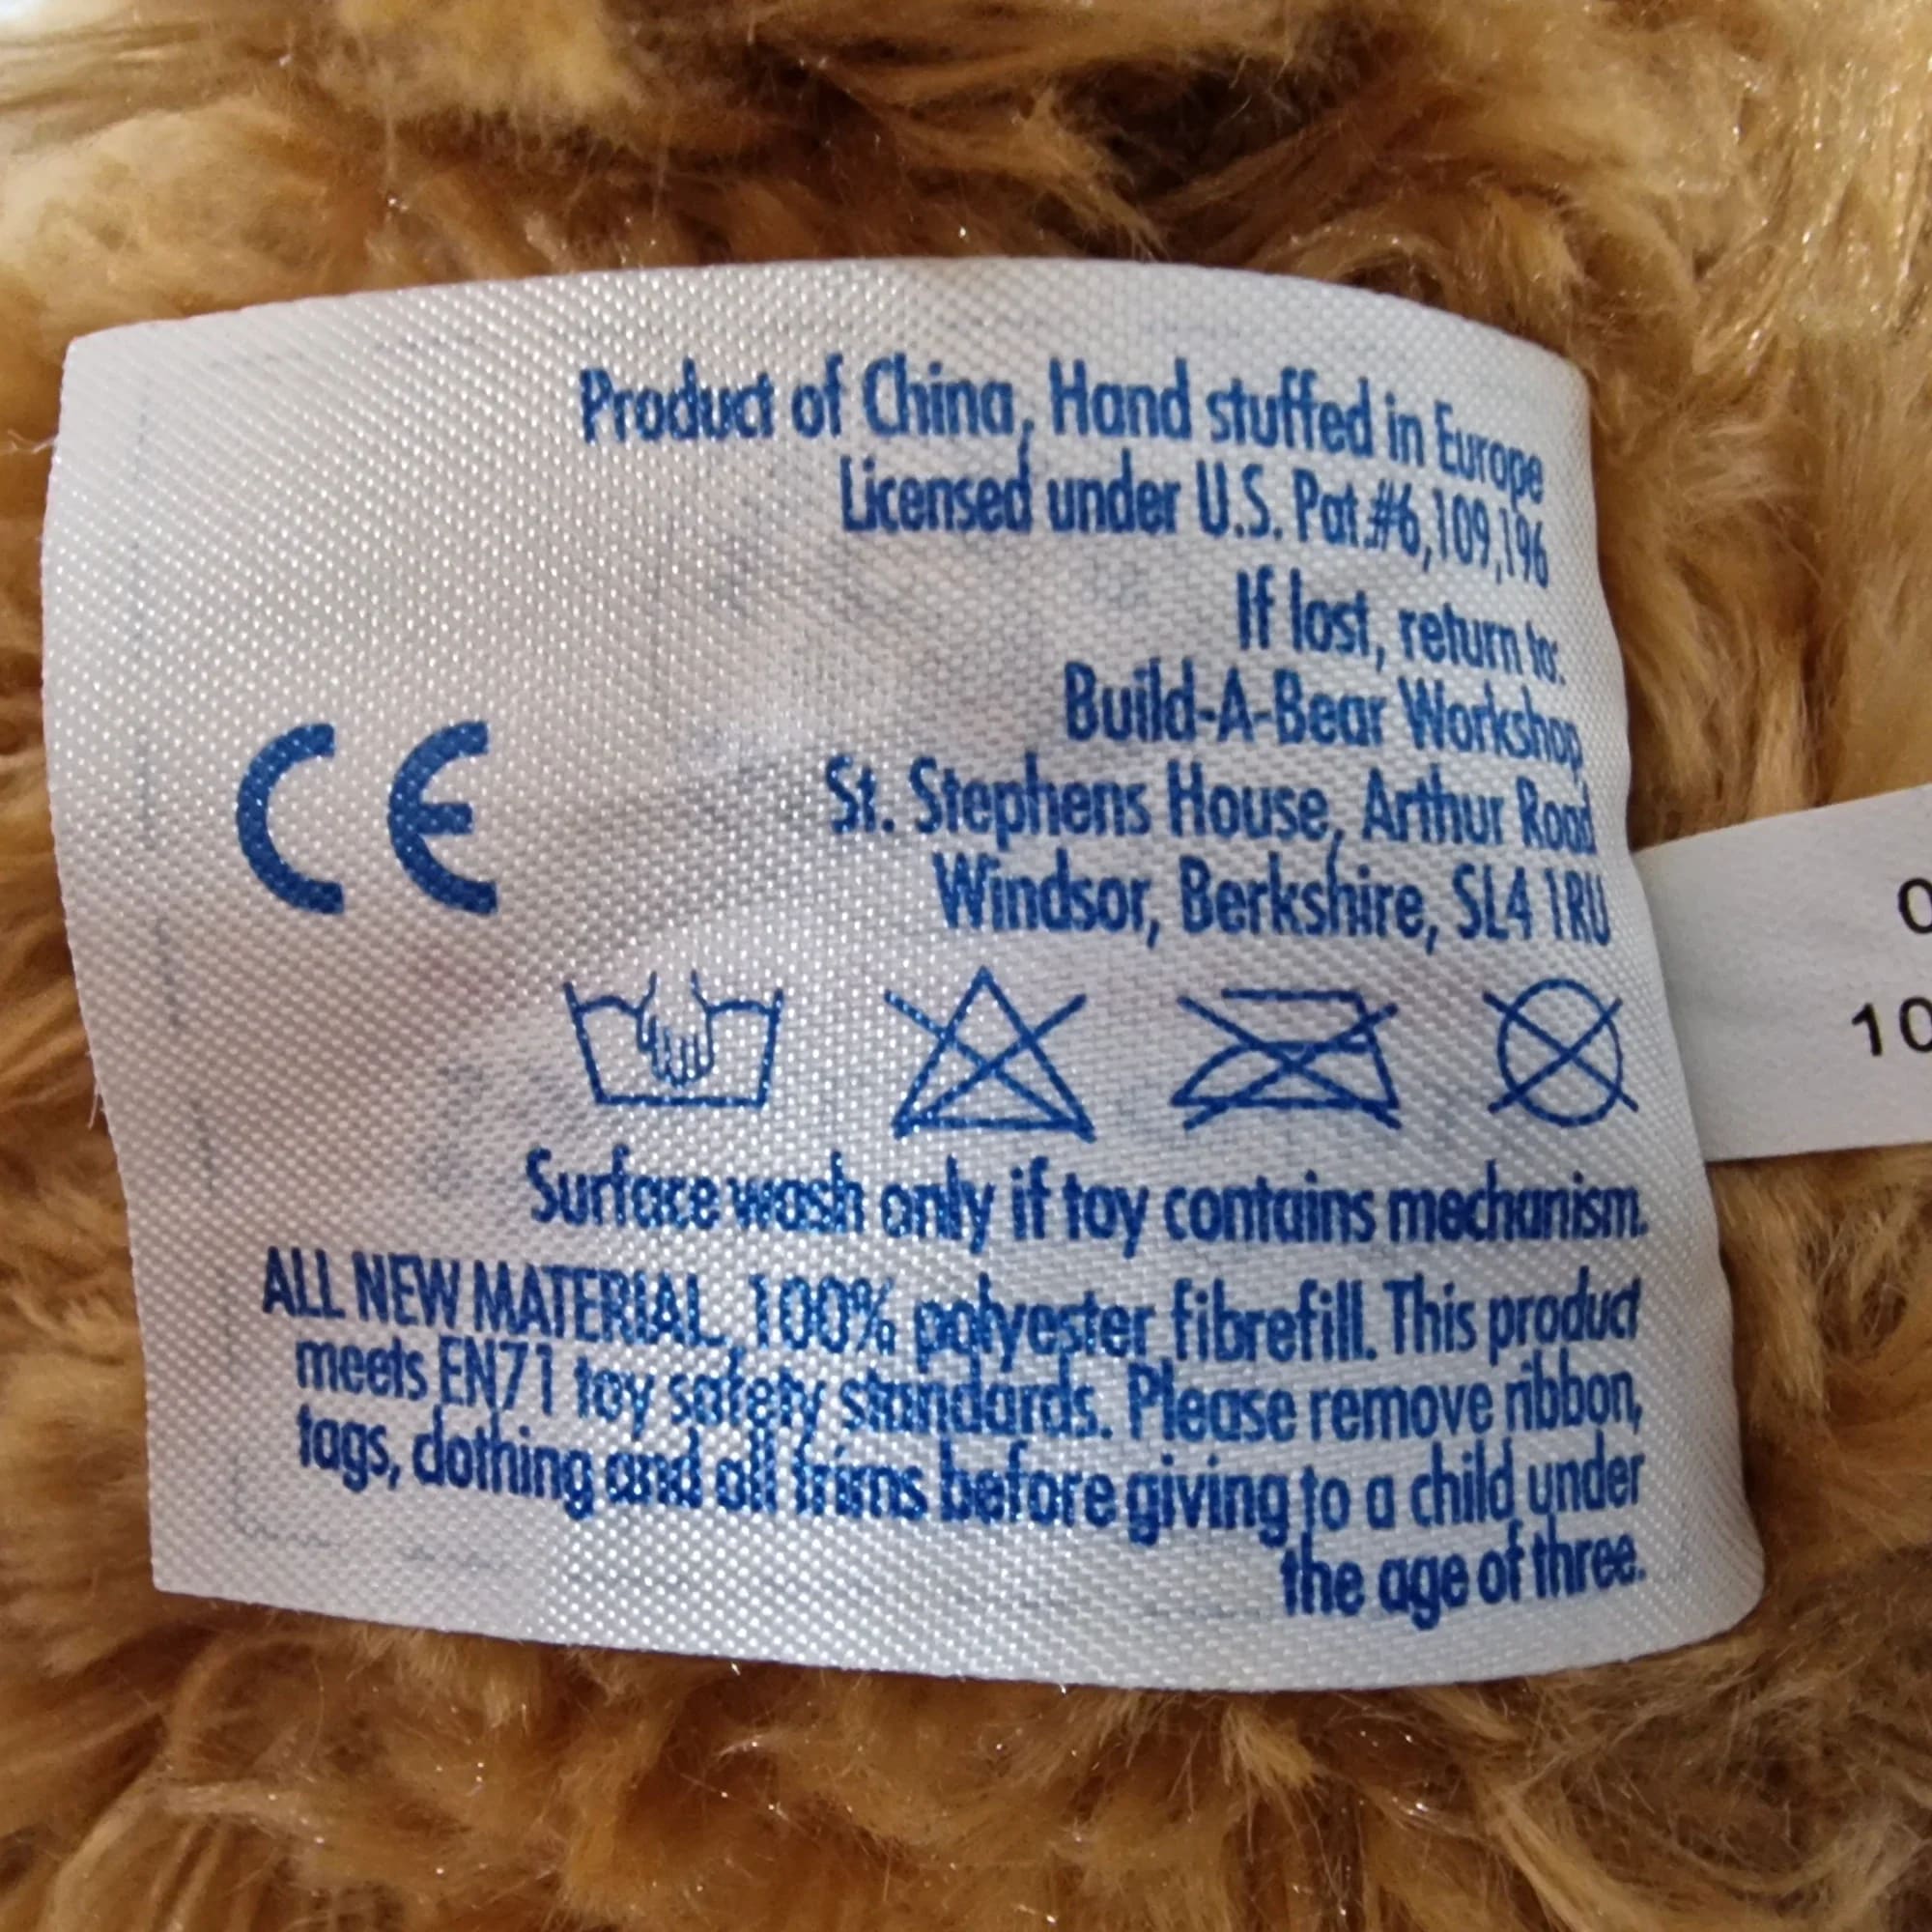 Product of China, Hand stuffed in Europe
Licensed under U.S. Pat.#6,109,196
If lost, return to:
Build-A-Bear Workshop
St. Stephens House, Arthur Road
Windsor, Berkshire, SL4 1RU
CE
Surface wash only if toy contains mechanism.
ALL NEW MATERIAL, 100% polyester fibrefill. This product
meets EN71 toy safety standards. Please remove ribbon,
tags, clothing and all trims before giving to a child under
the age of three.
0
10